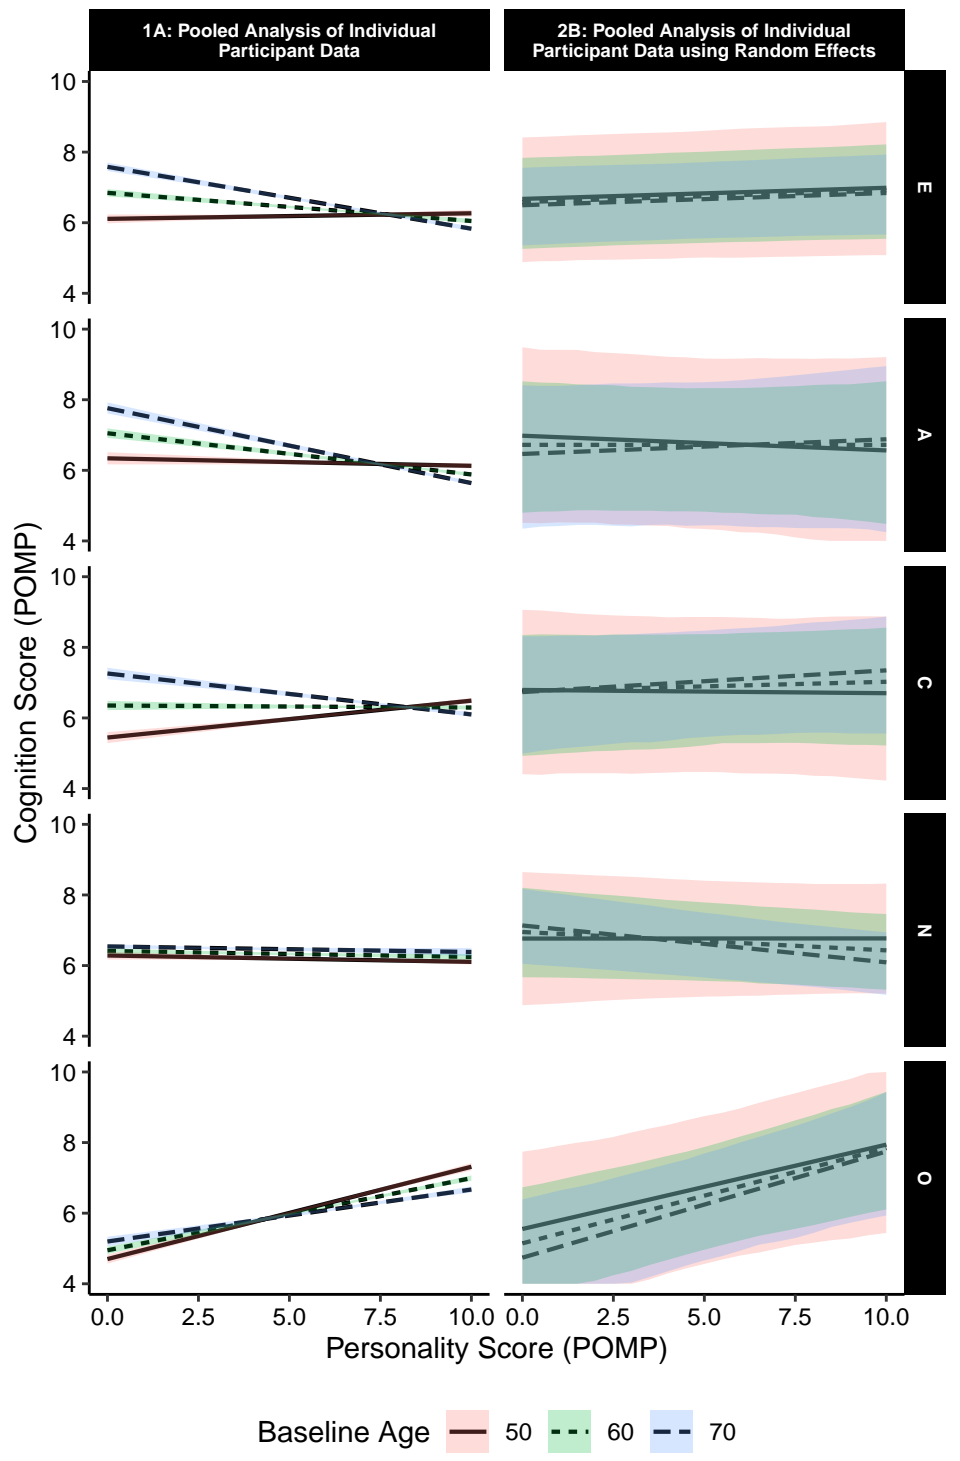 1A: Pooled Analysis of Individual
Participant Data
2B: Pooled Analysis of Individual
Participant Data using Random Effects
Cognition Score (POMP)
10
8
6
4
E
10
8
6
4
A
10
8
6
4
C
10
8
6
4
N
10
8
6
4
O
0.0 2.5 5.0 7.5 10.0 0.0 2.5 5.0 7.5 10.0
Personality Score (POMP)
Baseline Age 50 60 70